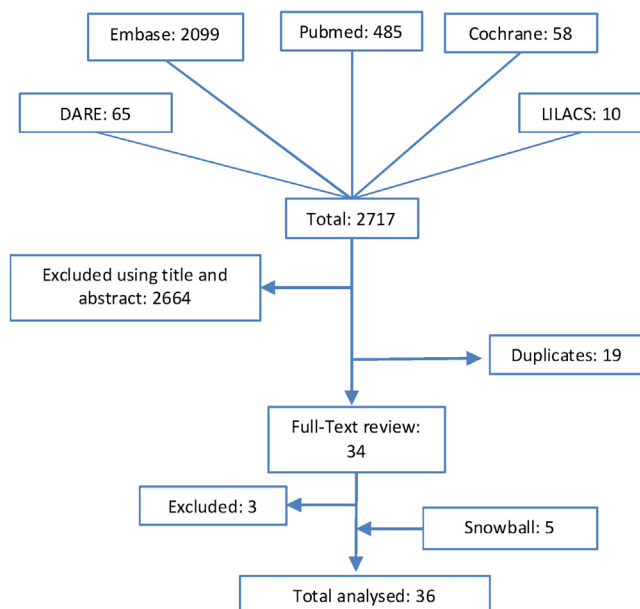 Embase: 2099
Pubmed: 485
Cochrane: 58
DARE: 65
LILACS: 10
Total: 2717
Excluded using title and
abstract: 2664
Duplicates: 19
Full-Text review:
34
Excluded: 3
Snowball: 5
Total analysed: 36